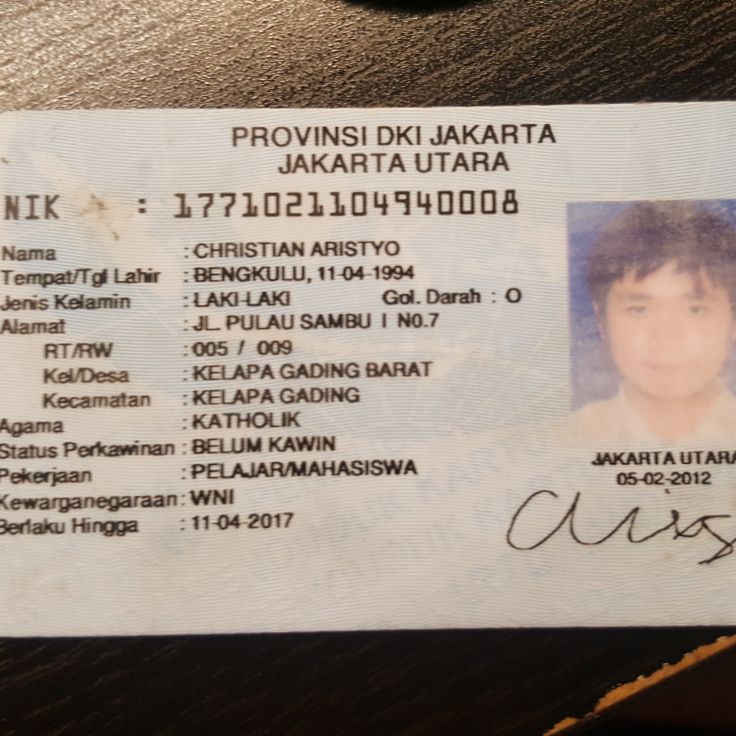 PROVINSI DKI JAKARTA
JAKARTA UTARA
NIK : 1771021104940008
Nama : CHRISTIAN ARISTYO
Tempat/Tgl Lahir : BENGKULU, 11-04-1994
Jenis Kelamin : LAKI-LAKI Gol. Darah : O
Alamat : JL. PULAU SAMBU I NO.7
RT/RW : 005 / 009
Kel/Desa : KELAPA GADING BARAT
Kecamatan : KELAPA GADING
Agama : KATHOLIK
Status Perkawinan : BELUM KAWIN
Pekerjaan : PELAJAR/MAHASISWA
Kewarganegaraan : WNI
Berlaku Hingga : 11-04-2017
JAKARTA UTARA
05-02-2012